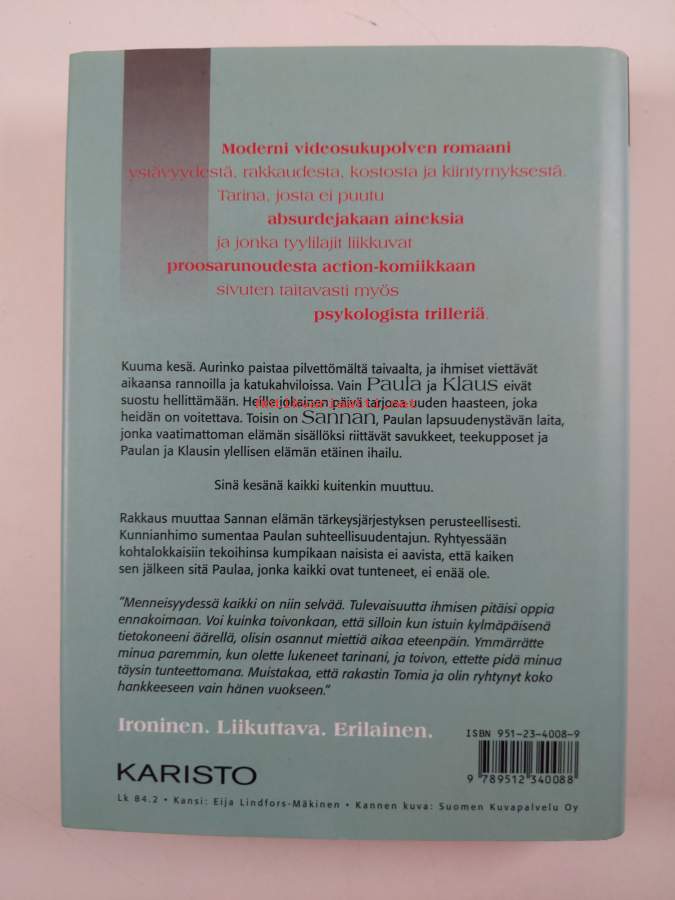 Moderni videosukupolven romaani
ystävyydestä, rakkaudesta, kostosta ja kiintymyksestä.
Tarina, josta ei puutu
absurdejakaan aineksia
ja jonka tyylilajit liikkuvat
proosarunoudesta action-komiikkaan
sivuten taitavasti myös
psykologista trilleriä.
Kuuma kesä. Aurinko paistaa pilvettömältä taivaalta, ja ihmiset viettävät
aikaansa rannoilla ja katukahviloissa. Vain Paula ja Klaus eivät
suostu hellittämään. Heille jokainen päivä tarjoaa uuden haasteen, joka
heidän on voitettava. Toisin on Sannan, Paulan lapsuudenystävän laita,
jonka vaatimattoman elämän sisällöksi riittävät savukkeet, teekupposet ja
Paulan ja Klausin ylellisen elämän etäinen ihailu.
Sinä kesänä kaikki kuitenkin muuttuu.
Rakkaus muuttaa Sannan elämän tärkeysjärjestyksen perusteellisesti.
Kunnianhimo sumentaa Paulan suhteellisuudentajun. Ryhtyessään
kohtalokkaisiin tekoihinsa kumpikaan naisista ei aavista, että kaiken
sen jälkeen sitä Paulaa, jonka kaikki ovat tunteneet, ei enää ole.
"Menneisyydessä kaikki on niin selvää. Tulevaisuutta ihmisen pitäisi oppia
ennakoimaan. Voi kuinka toivonkaan, että silloin kun istuin kylmäpäisenä
tietokoneeni äärellä, olisin osannut miettiä aikaa eteenpäin. Ymmärrätte
minua paremmin, kun olette lukeneet tarinani, ja toivon, ettette pidä minua
täysin tunteettomana. Muistakaa, että rakastin Tomia ja olin ryhtynyt koko
hankkeeseen vain hänen vuokseen."
Ironinen. Liikuttava. Erilainen.
ISBN 951-23-4008-9
9 789512 340088
KARISTO
Lk 84.2 • Kansi: Eija Lindfors-Mäkinen • Kannen kuva: Suomen Kuvapalvelu Oy